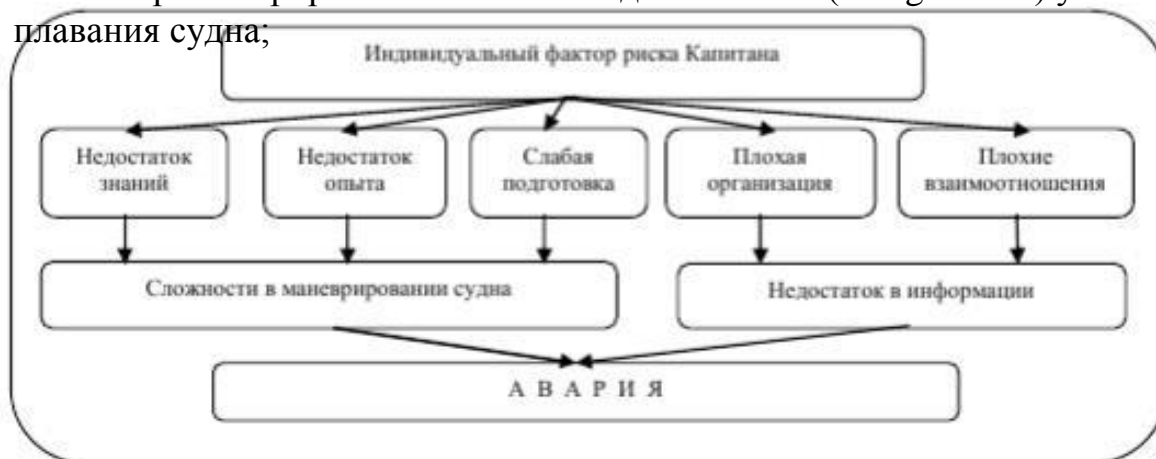 плавания судна;
Индивидуальный фактор риска Капитана
Недостаток
знаний
Недостаток
опыта
Слабая
подготовка
Плохая
организация
Плохие
взаимоотношения
Сложности в маневрировании судна
Недостаток в информации
А В А Р И Я